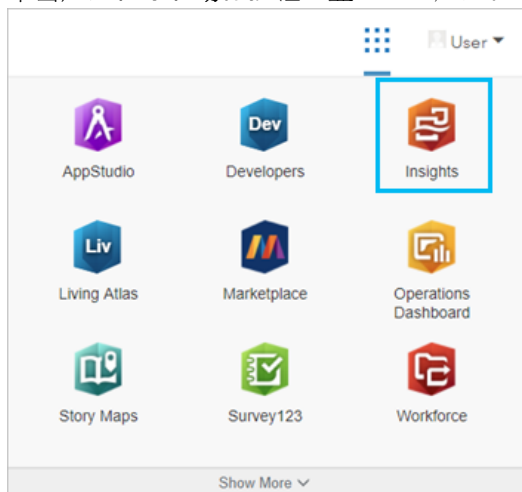 User
AppStudio
Dev
Developers
Insights
Liv
Living Atlas
Marketplace
Operations
Dashboard
Story Maps
Survey123
Workforce
Show More